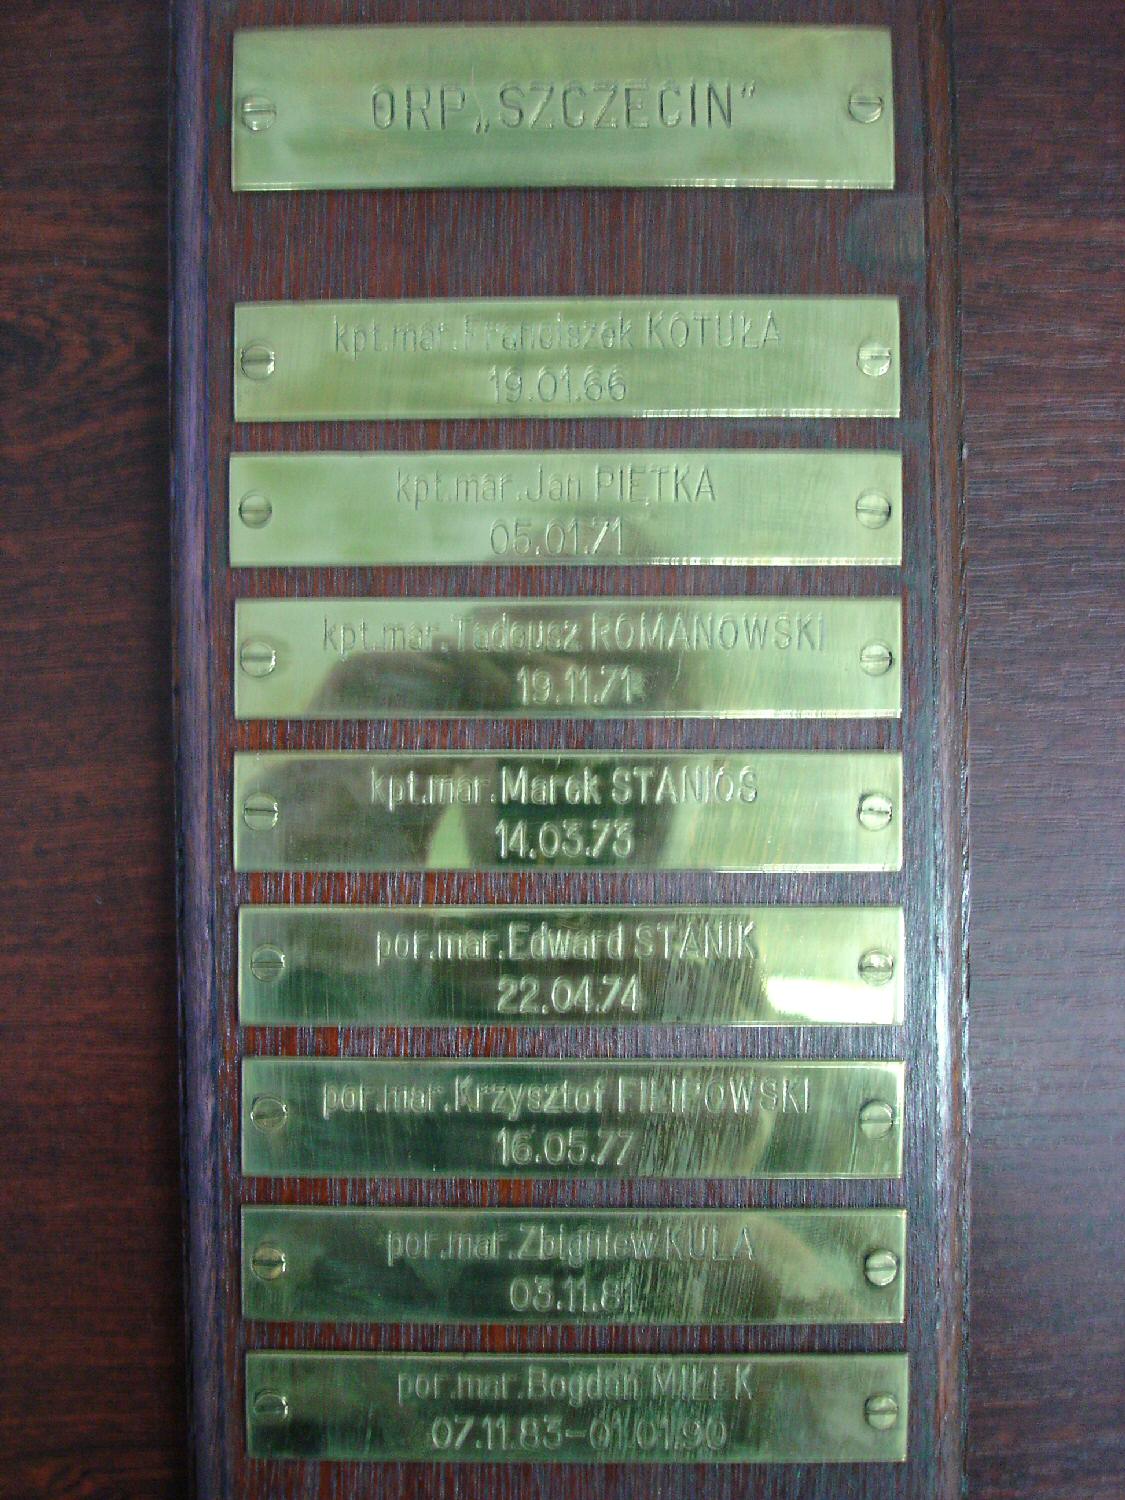 ORP „SZCZECIN"
kpt.mar.Franciszek KOTUŁA
19.01.66
kpt.mar.Jan PIĘTKA
05.01.71
kpt.mar.Tadeusz ROMANOWSKI
19.11.71
kpt.mar.Marek STANIOS
14.03.73
por.mar.Edward STANIK
22.04.74
por.mar.Krzysztof FILIPOWSKI
16.05.77
por.mar.Zbigniew KULA
03.11.81
por.mar.Bogdan MIŁEK
07.11.83-01.01.90